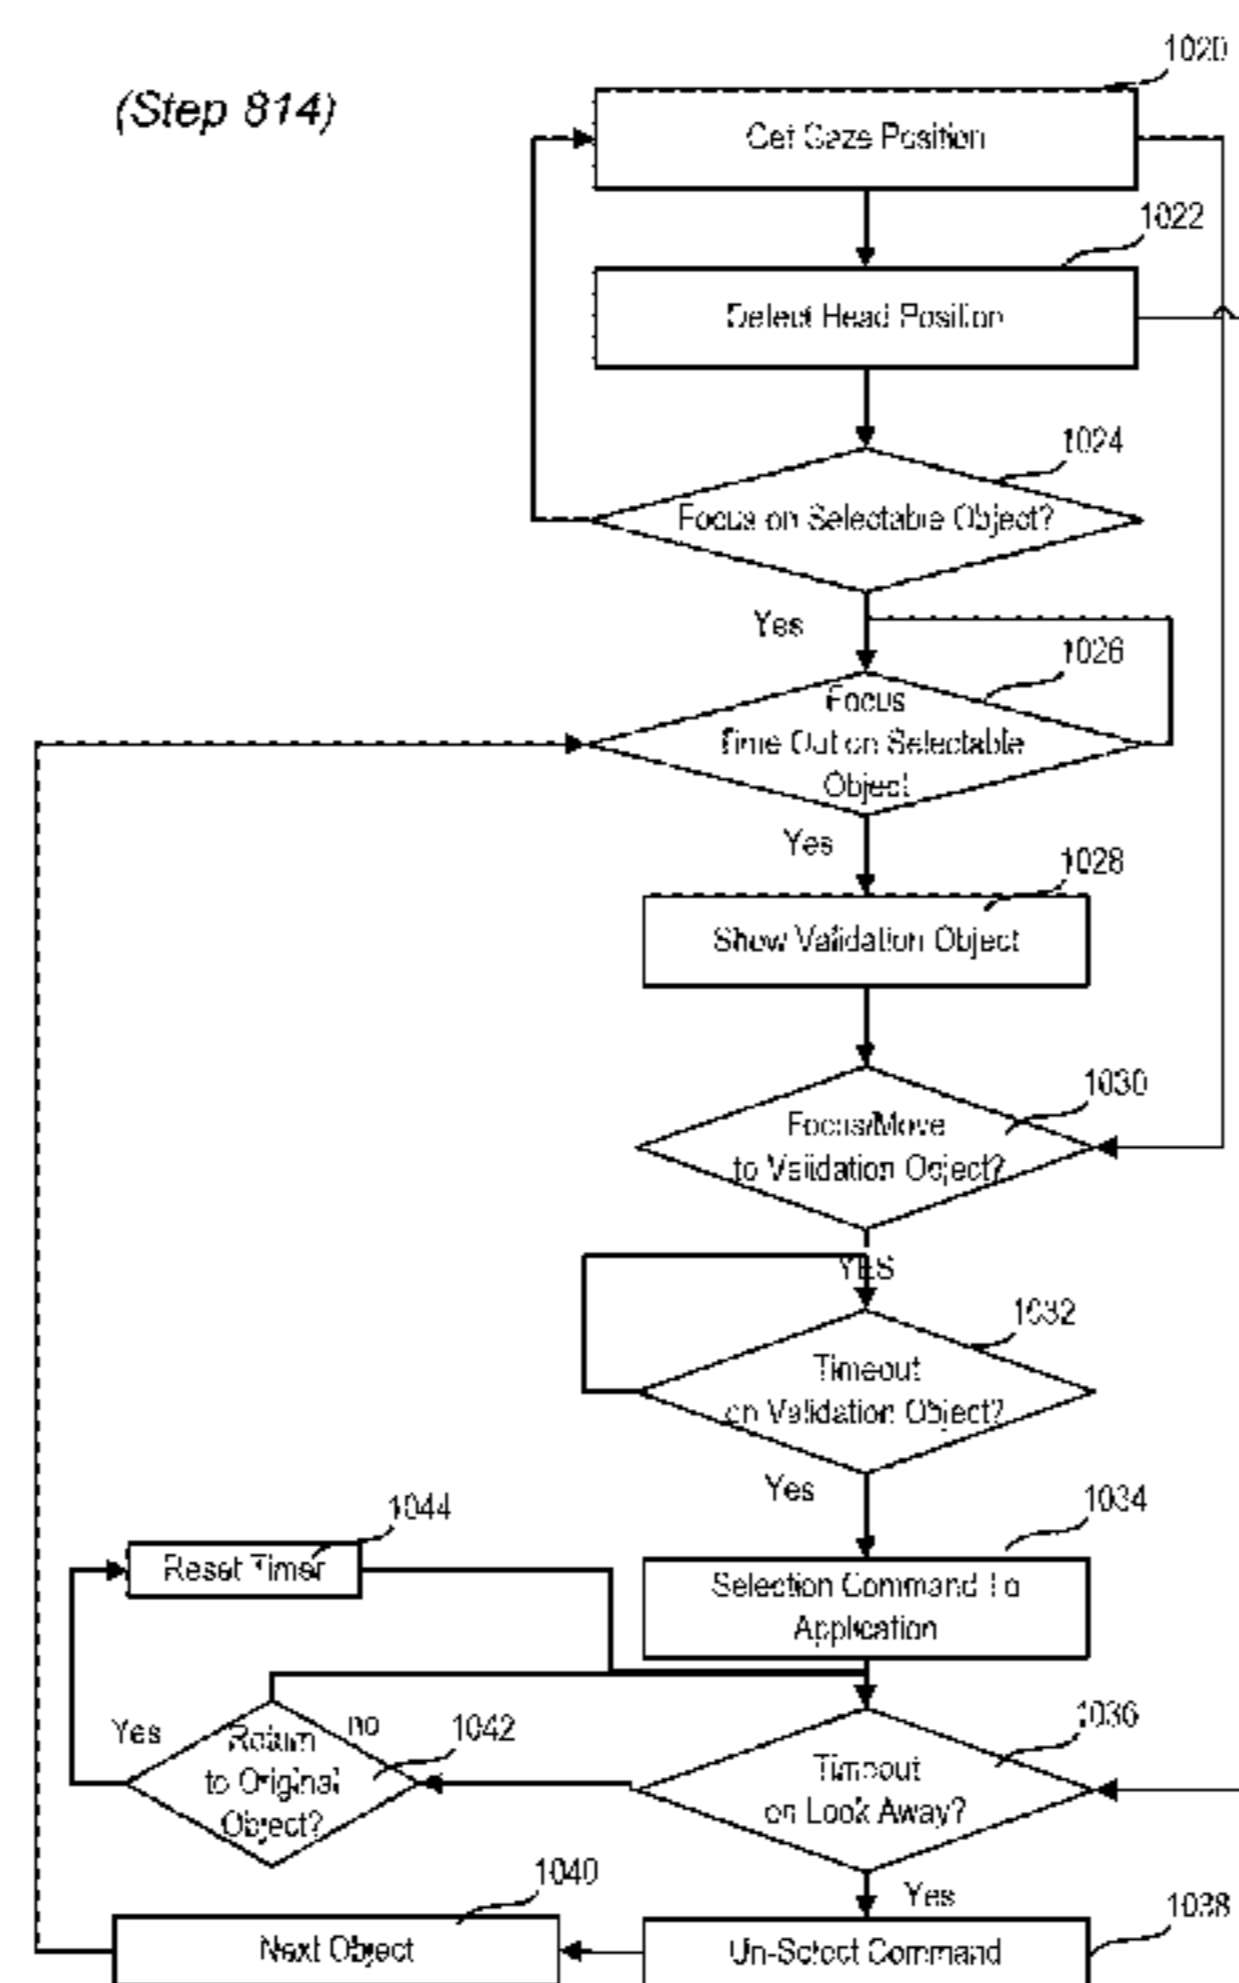 1020
(Step 814)
Get Gaze Position
1022
Detect Head Position
1024
Focus on Selectable Object?
Yes
1026
Focus
Time Out on Selectable
Object
Yes
1028
Show Validation Object
1030
Focus/Move
to Validation Object?
YES
1032
Timeout
on Validation Object?
Yes
1034
1044
Reset Timer
Selection Command To
Application
1036
Yes
no
1042
Return
to Original
Object?
Timeout
on Look Away?
1040
Yes
1038
Next Object
Un-Select Command